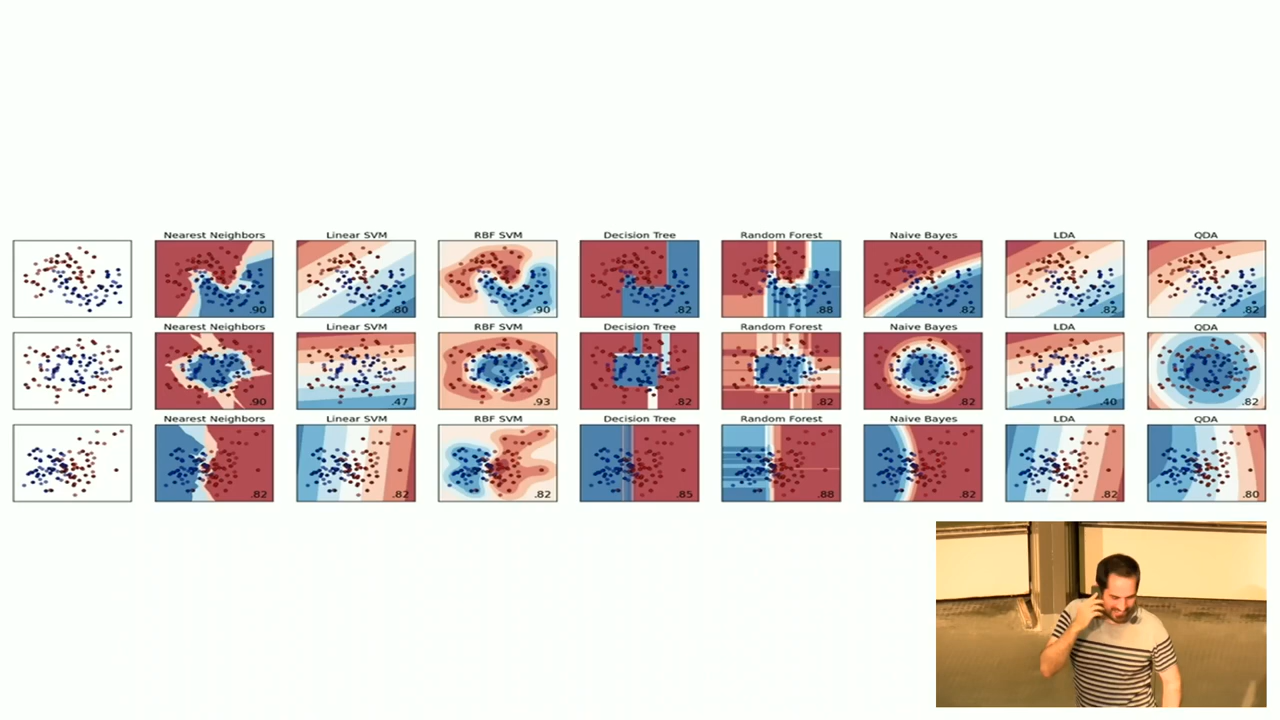 Nearest Neighbors Linear SVM RBF SVM Decision Tree Random Forest Naive Bayes LDA QDA
.90 .80 .90 .82 .88 .82 .82 .82
Nearest Neighbors Linear SVM RBF SVM Decision Tree Random Forest Naive Bayes LDA QDA
.90 .47 .93 .82 .82 .82 .40 .82
Nearest Neighbors Linear SVM RBF SVM Decision Tree Random Forest Naive Bayes LDA QDA
.82 .82 .82 .85 .88 .82 .82 .80